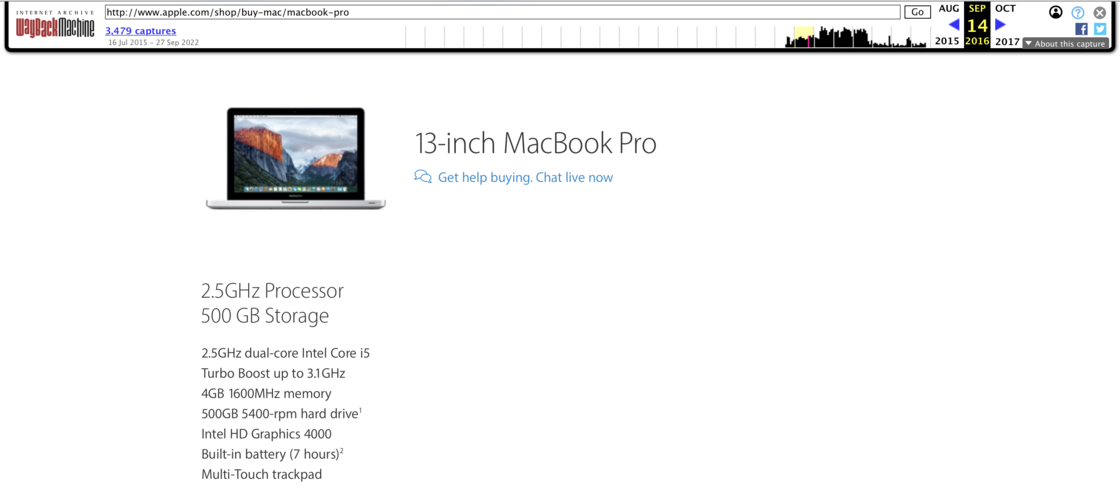 INTERNET ARCHIVE
WayBackMachine
http://www.apple.com/shop/buy-mac/macbook-pro
Go
3,479 captures
16 Jul 2015 – 27 Sep 2022
AUG SEP OCT
14
2015 2016 2017
▼ About this capture
13-inch MacBook Pro
Get help buying. Chat live now
2.5GHz Processor
500 GB Storage
2.5GHz dual-core Intel Core i5
Turbo Boost up to 3.1GHz
4GB 1600MHz memory
500GB 5400-rpm hard drive¹
Intel HD Graphics 4000
Built-in battery (7 hours)²
Multi-Touch trackpad